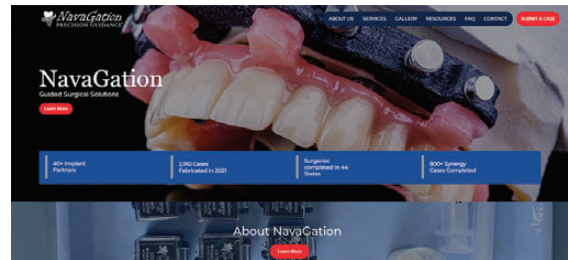 NavaGation
PRECISION GUIDANCE
ABOUT US SERVICES GALLERY RESOURCES FAQ CONTACT SUBMIT A CASE
NavaGation
Guided Surgical Solutions
Learn More
40+ Implant
Partners
2,910 Cases
Fabricated in 2021
Surgeries
completed in 44
States
800+ Synergy
Cases Completed
About NavaGation
Learn More